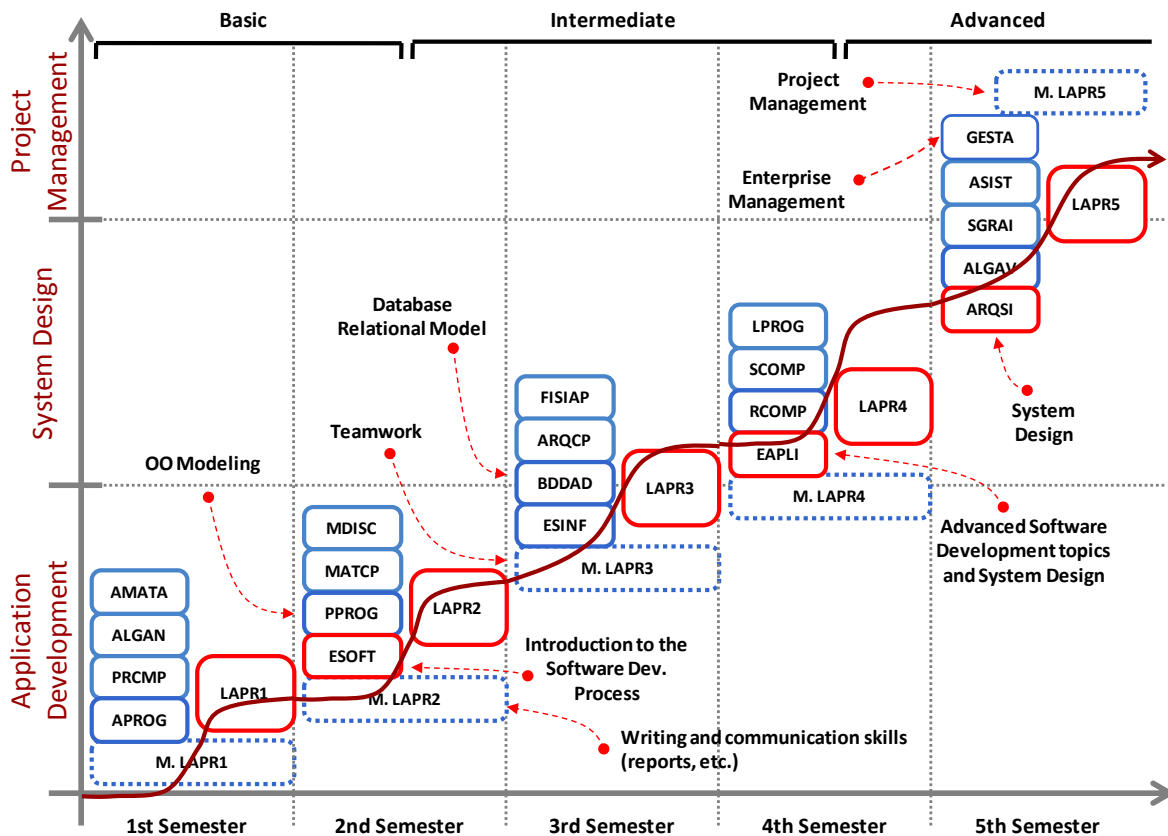 Basic
Intermediate
Advanced
Project
Management
System Design
Application
Development
Project
Management
M. LAPR5
GESTA
Enterprise
Management
ASIST
SGRAI
ALGAV
ARQSI
LAPR5
System
Design
Database
Relational Model
LPROG
SCOMP
RCOMP
EAPLI
LAPR4
M. LAPR4
Advanced Software
Development topics
and System Design
Teamwork
FISIAP
ARQCP
BDDAD
ESINF
LAPR3
M. LAPR3
OO Modeling
MDISC
MATCP
PPROG
ESOFT
LAPR2
M. LAPR2
Introduction to the
Software Dev.
Process
Writing and communication skills
(reports, etc.)
AMATA
ALGAN
PRCMP
APROG
LAPR1
M. LAPR1
1st Semester
2nd Semester
3rd Semester
4th Semester
5th Semester